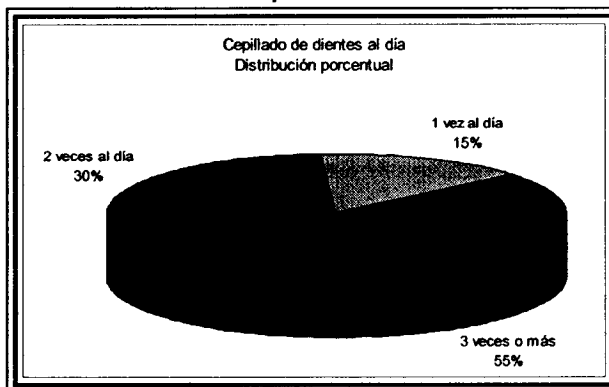 Cepillado de dientes al día
Distribución porcentual
1 vez al día
15%
2 veces al día
30%
3 veces o más
55%